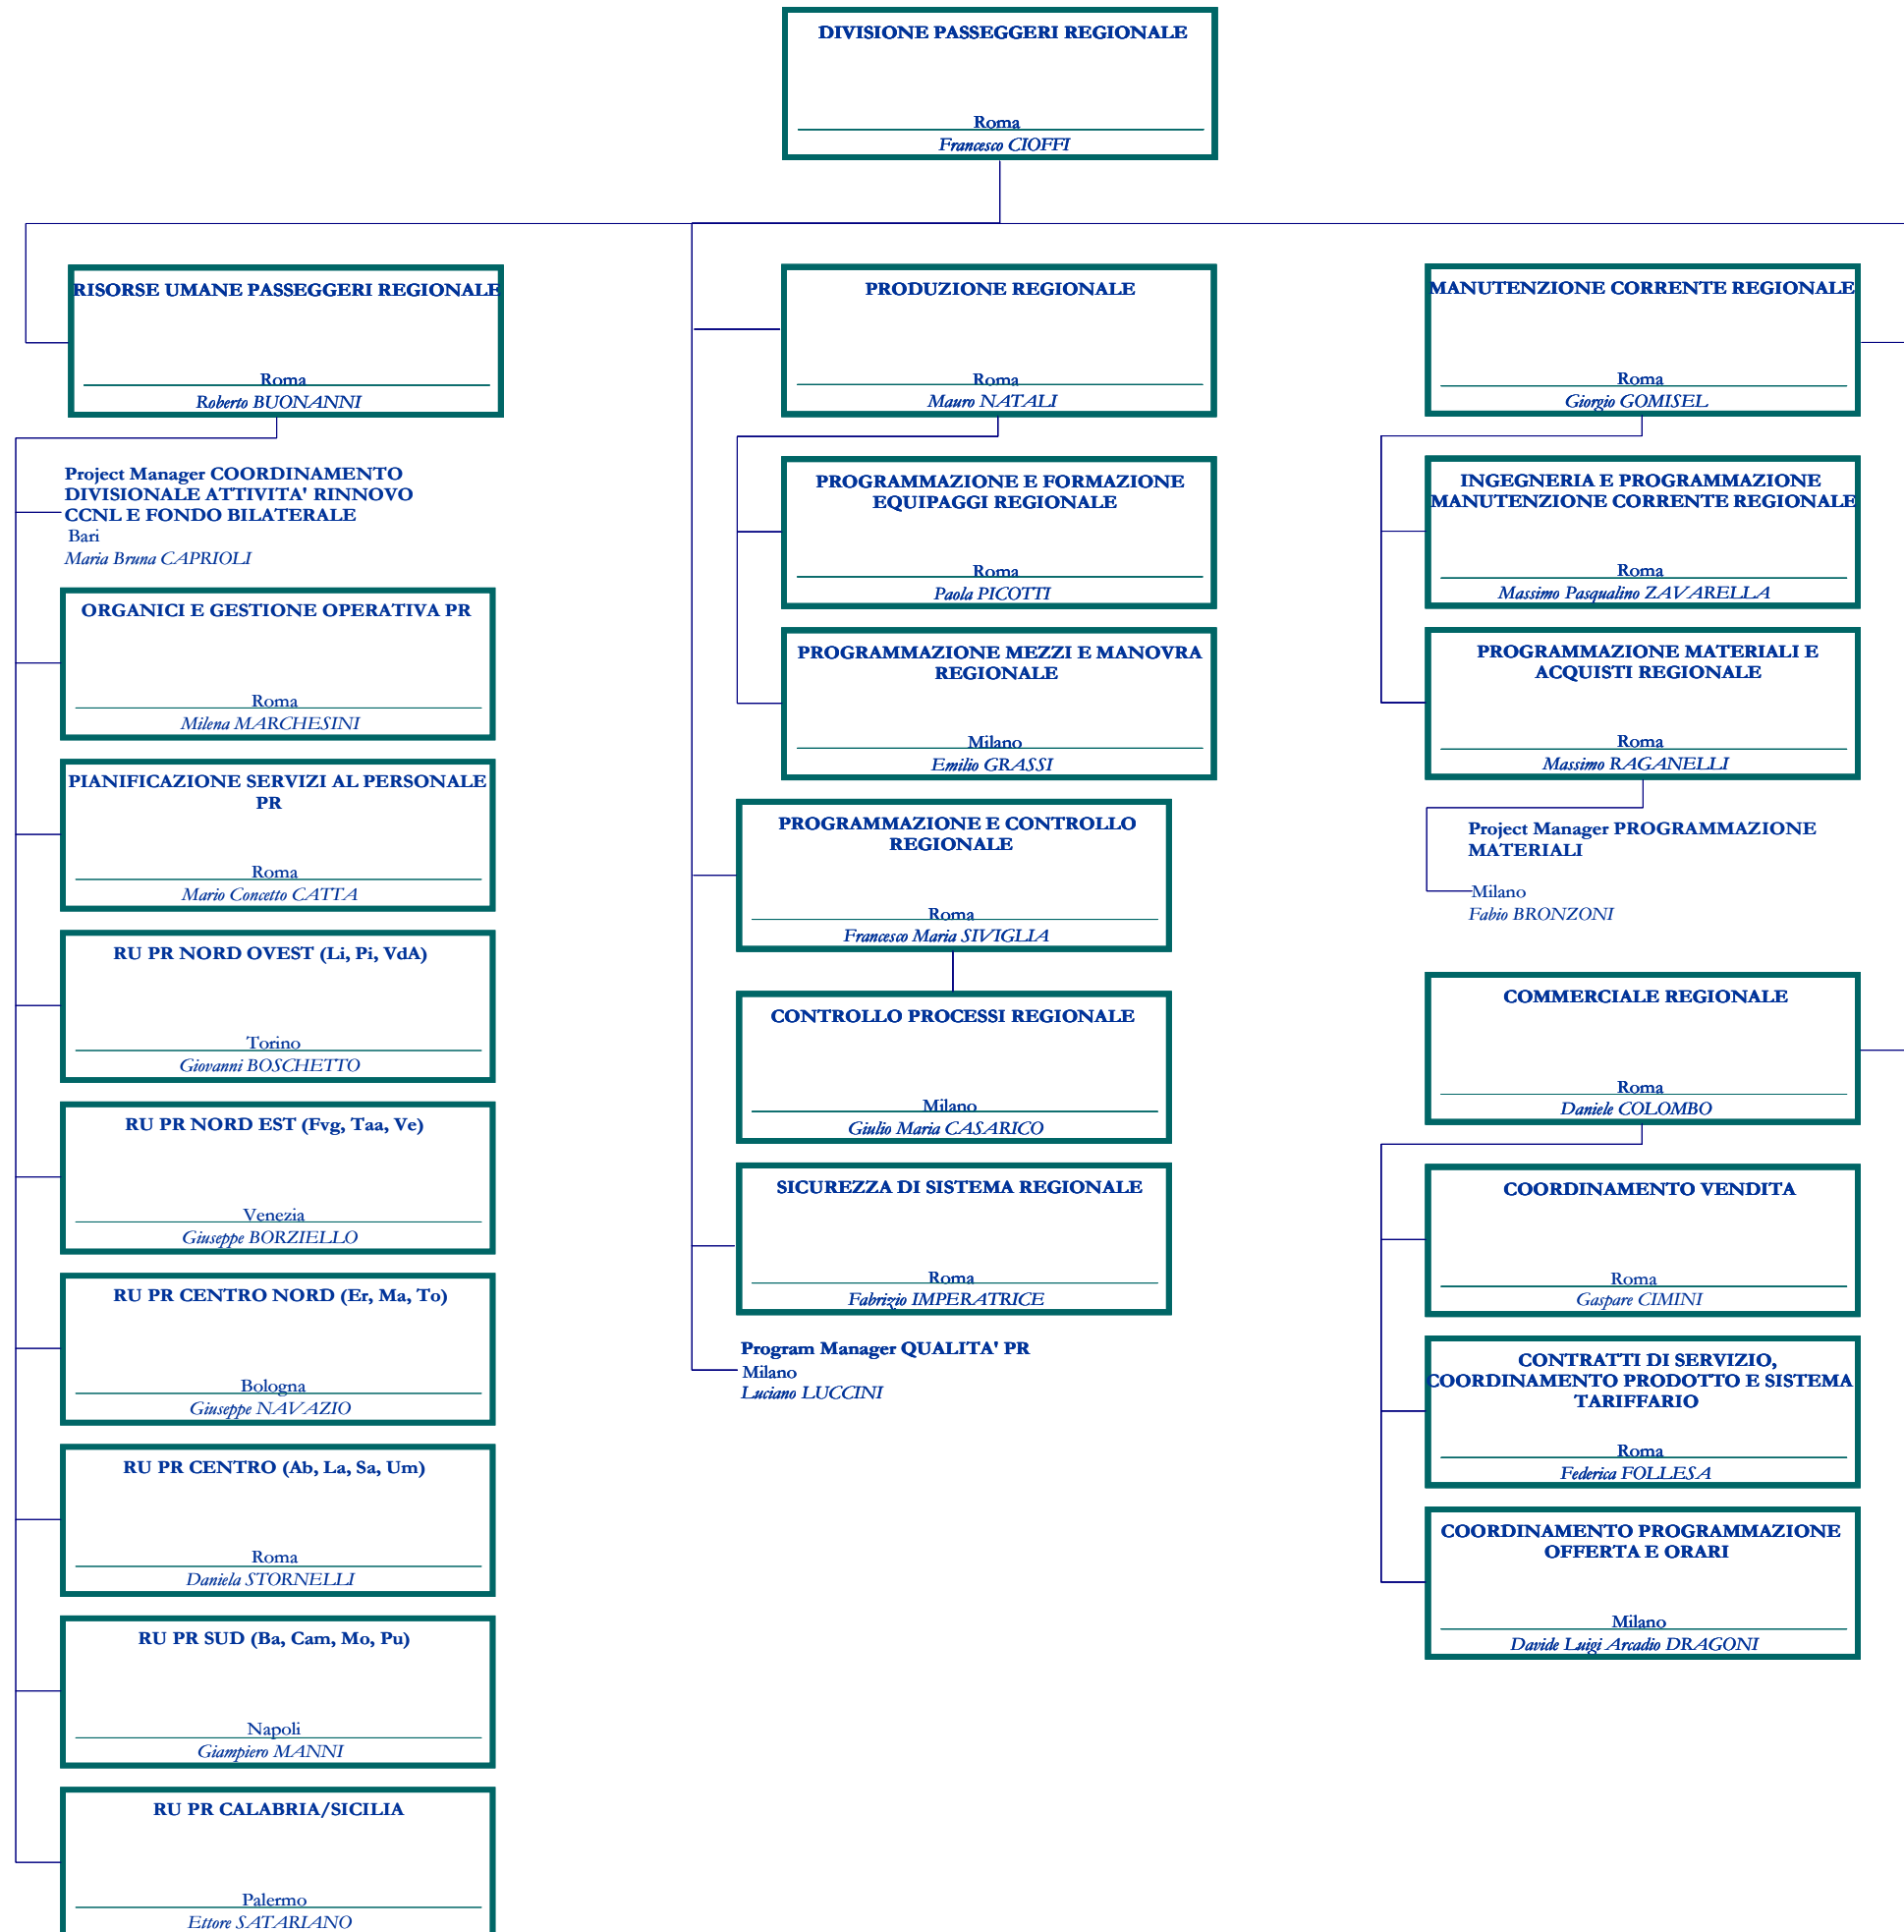 DIVISIONE PASSEGGERI REGIONALE
Roma
Francesco CIOFFI
RISORSE UMANE PASSEGGERI REGIONALE
Roma
Roberto BUONANNI
Project Manager COORDINAMENTO
DIVISIONALE ATTIVITA' RINNOVO
CCNL E FONDO BILATERALE
Bari
Maria Bruna CAPRIOLI
ORGANICI E GESTIONE OPERATIVA PR
Roma
Milena MARCHESINI
PIANIFICAZIONE SERVIZI AL PERSONALE
PR
Roma
Mario Concetto CATTA
RU PR NORD OVEST (Li, Pi, VdA)
Torino
Giovanni BOSCHETTO
RU PR NORD EST (Fvg, Taa, Ve)
Venezia
Giuseppe BORZIELLO
RU PR CENTRO NORD (Er, Ma, To)
Bologna
Giuseppe NAVAZIO
RU PR CENTRO (Ab, La, Sa, Um)
Roma
Daniela STORNELLI
RU PR SUD (Ba, Cam, Mo, Pu)
Napoli
Giampiero MANNI
RU PR CALABRIA/SICILIA
Palermo
Ettore SATARIANO
PRODUZIONE REGIONALE
Roma
Mauro NATALI
PROGRAMMAZIONE E FORMAZIONE
EQUIPAGGI REGIONALE
Roma
Paola PICOTTI
PROGRAMMAZIONE MEZZI E MANOVRA
REGIONALE
Milano
Emilio GRASSI
PROGRAMMAZIONE E CONTROLLO
REGIONALE
Roma
Francesco Maria SIVIGLIA
CONTROLLO PROCESSI REGIONALE
Milano
Giulio Maria CASARICO
SICUREZZA DI SISTEMA REGIONALE
Roma
Fabrizio IMPERATRICE
Program Manager QUALITA' PR
Milano
Luciano LUCCINI
MANUTENZIONE CORRENTE REGIONALE
Roma
Giorgio GOMISEL
INGEGNERIA E PROGRAMMAZIONE
MANUTENZIONE CORRENTE REGIONALE
Roma
Massimo Pasqualino ZAVARELLA
PROGRAMMAZIONE MATERIALI E
ACQUISTI REGIONALE
Roma
Massimo RAGANELLI
Project Manager PROGRAMMAZIONE
MATERIALI
Milano
Fabio BRONZONI
COMMERCIALE REGIONALE
Roma
Daniele COLOMBO
COORDINAMENTO VENDITA
Roma
Gaspare CIMINI
CONTRATTI DI SERVIZIO,
COORDINAMENTO PRODOTTO E SISTEMA
TARIFFARIO
Roma
Federica FOLLESA
COORDINAMENTO PROGRAMMAZIONE
OFFERTA E ORARI
Milano
Davide Luigi Arcadio DRAGONI